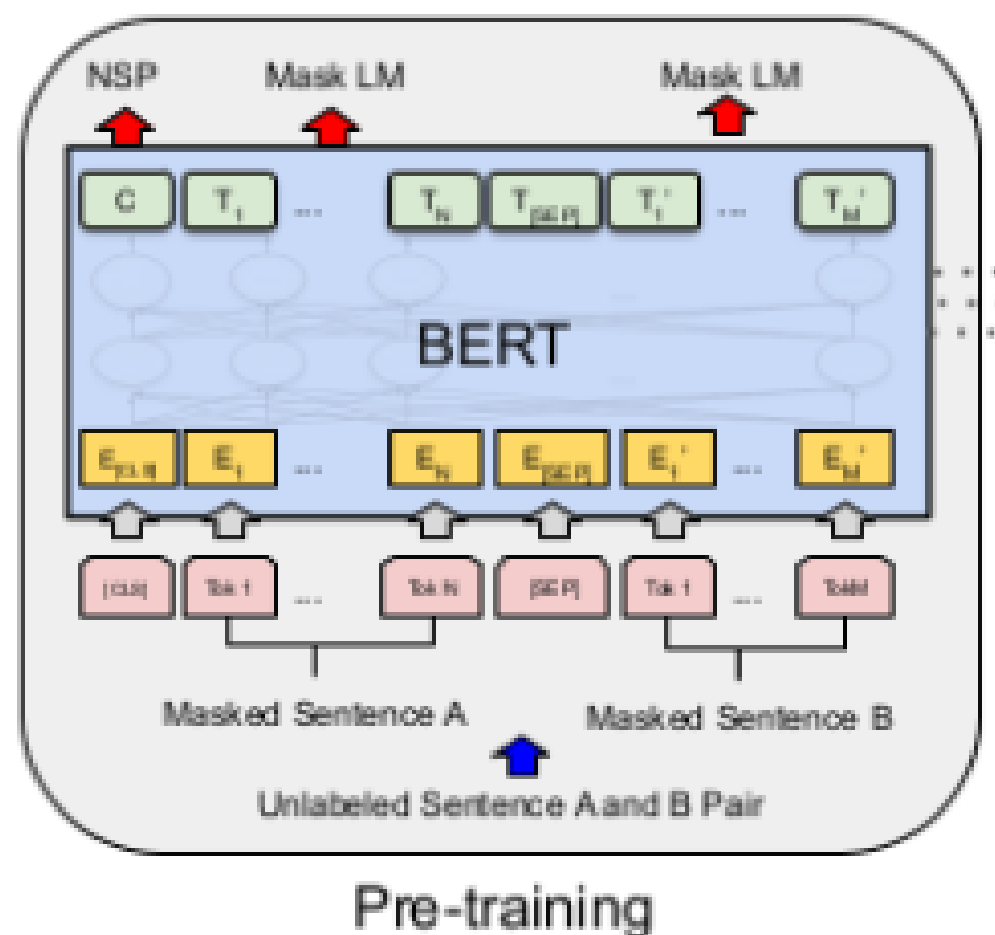 NSP Mask LM Mask LM
C T1 ... TN T[SEP] T1' ... TM'
BERT
E[CLS] E1 ... EN E[SEP] E1' ... EM'
[CLS] Tok 1 ... Tok N [SEP] Tok 1 ... TokM
Masked Sentence A Masked Sentence B
Unlabeled Sentence A and B Pair
Pre-training